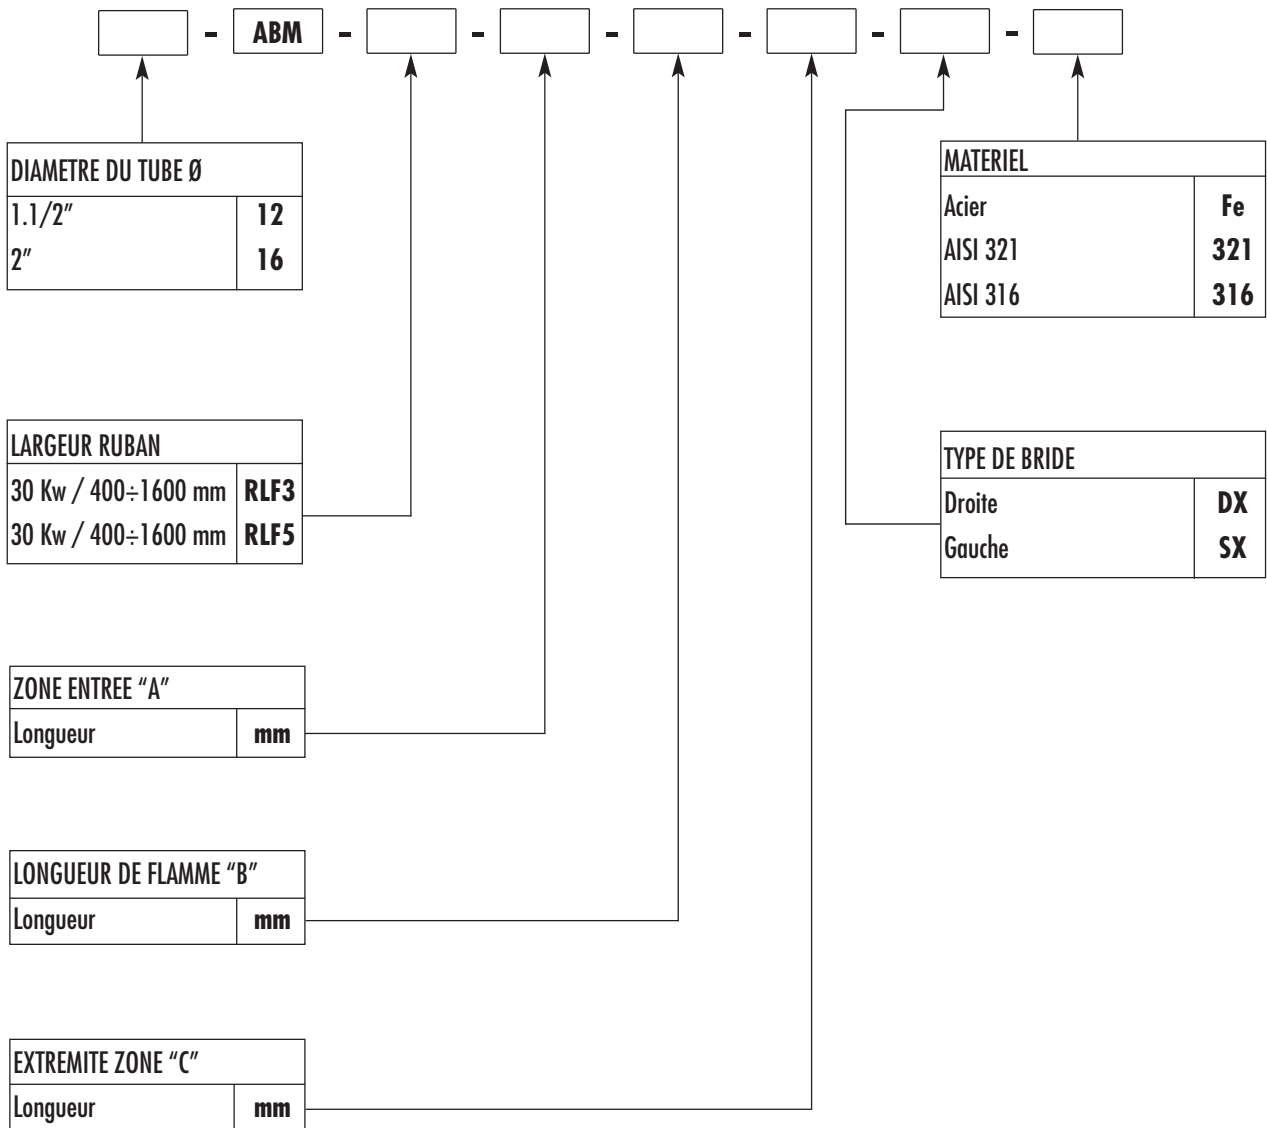 - ABM - - - - - -
DIAMETRE DU TUBE Ø
1.1/2” 12
2” 16
MATERIEL
Acier Fe
AISI 321 321
AISI 316 316
LARGEUR RUBAN
30 Kw / 400÷1600 mm RLF3
30 Kw / 400÷1600 mm RLF5
TYPE DE BRIDE
Droite DX
Gauche SX
ZONE ENTREE “A”
Longueur mm
LONGUEUR DE FLAMME “B”
Longueur mm
EXTREMITE ZONE “C”
Longueur mm